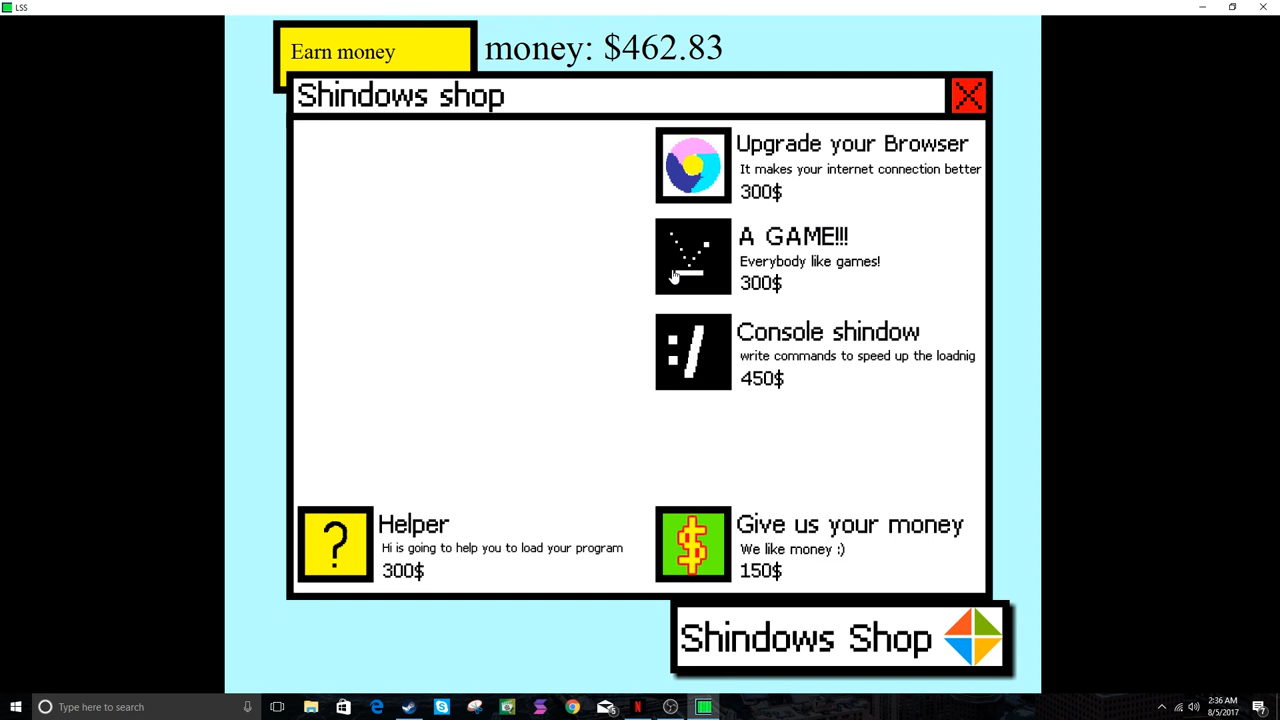 LSS
Earn money
money: $462.83
Shindows shop
Upgrade your Browser
It makes your internet connection better
300$
A GAME!!!
Everybody like games!
300$
:/
Console shindow
write commands to speed up the loadnig
450$
?
Helper
Hi is going to help you to load your program
300$
$
Give us your money
We like money :)
150$
Shindows Shop
Type here to search
2:36 AM
8/5/2017